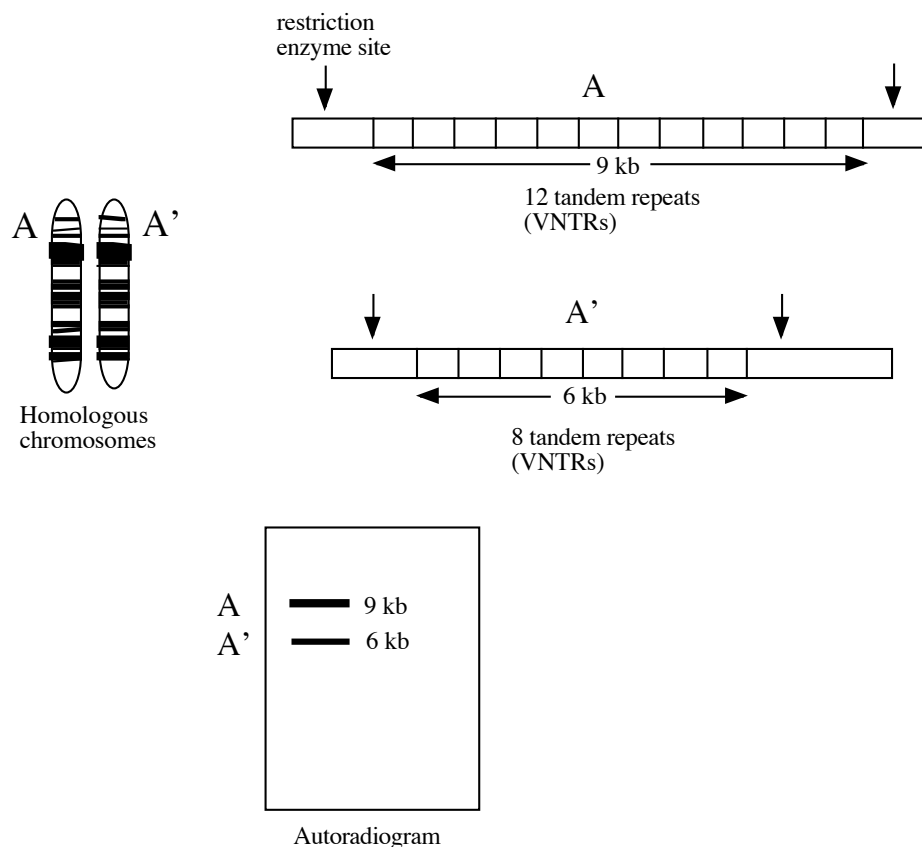 restriction
enzyme site
A
9 kb
12 tandem repeats
(VNTRs)
A
A’
Homologous
chromosomes
A’
6 kb
8 tandem repeats
(VNTRs)
A
9 kb
A’
6 kb
Autoradiogram